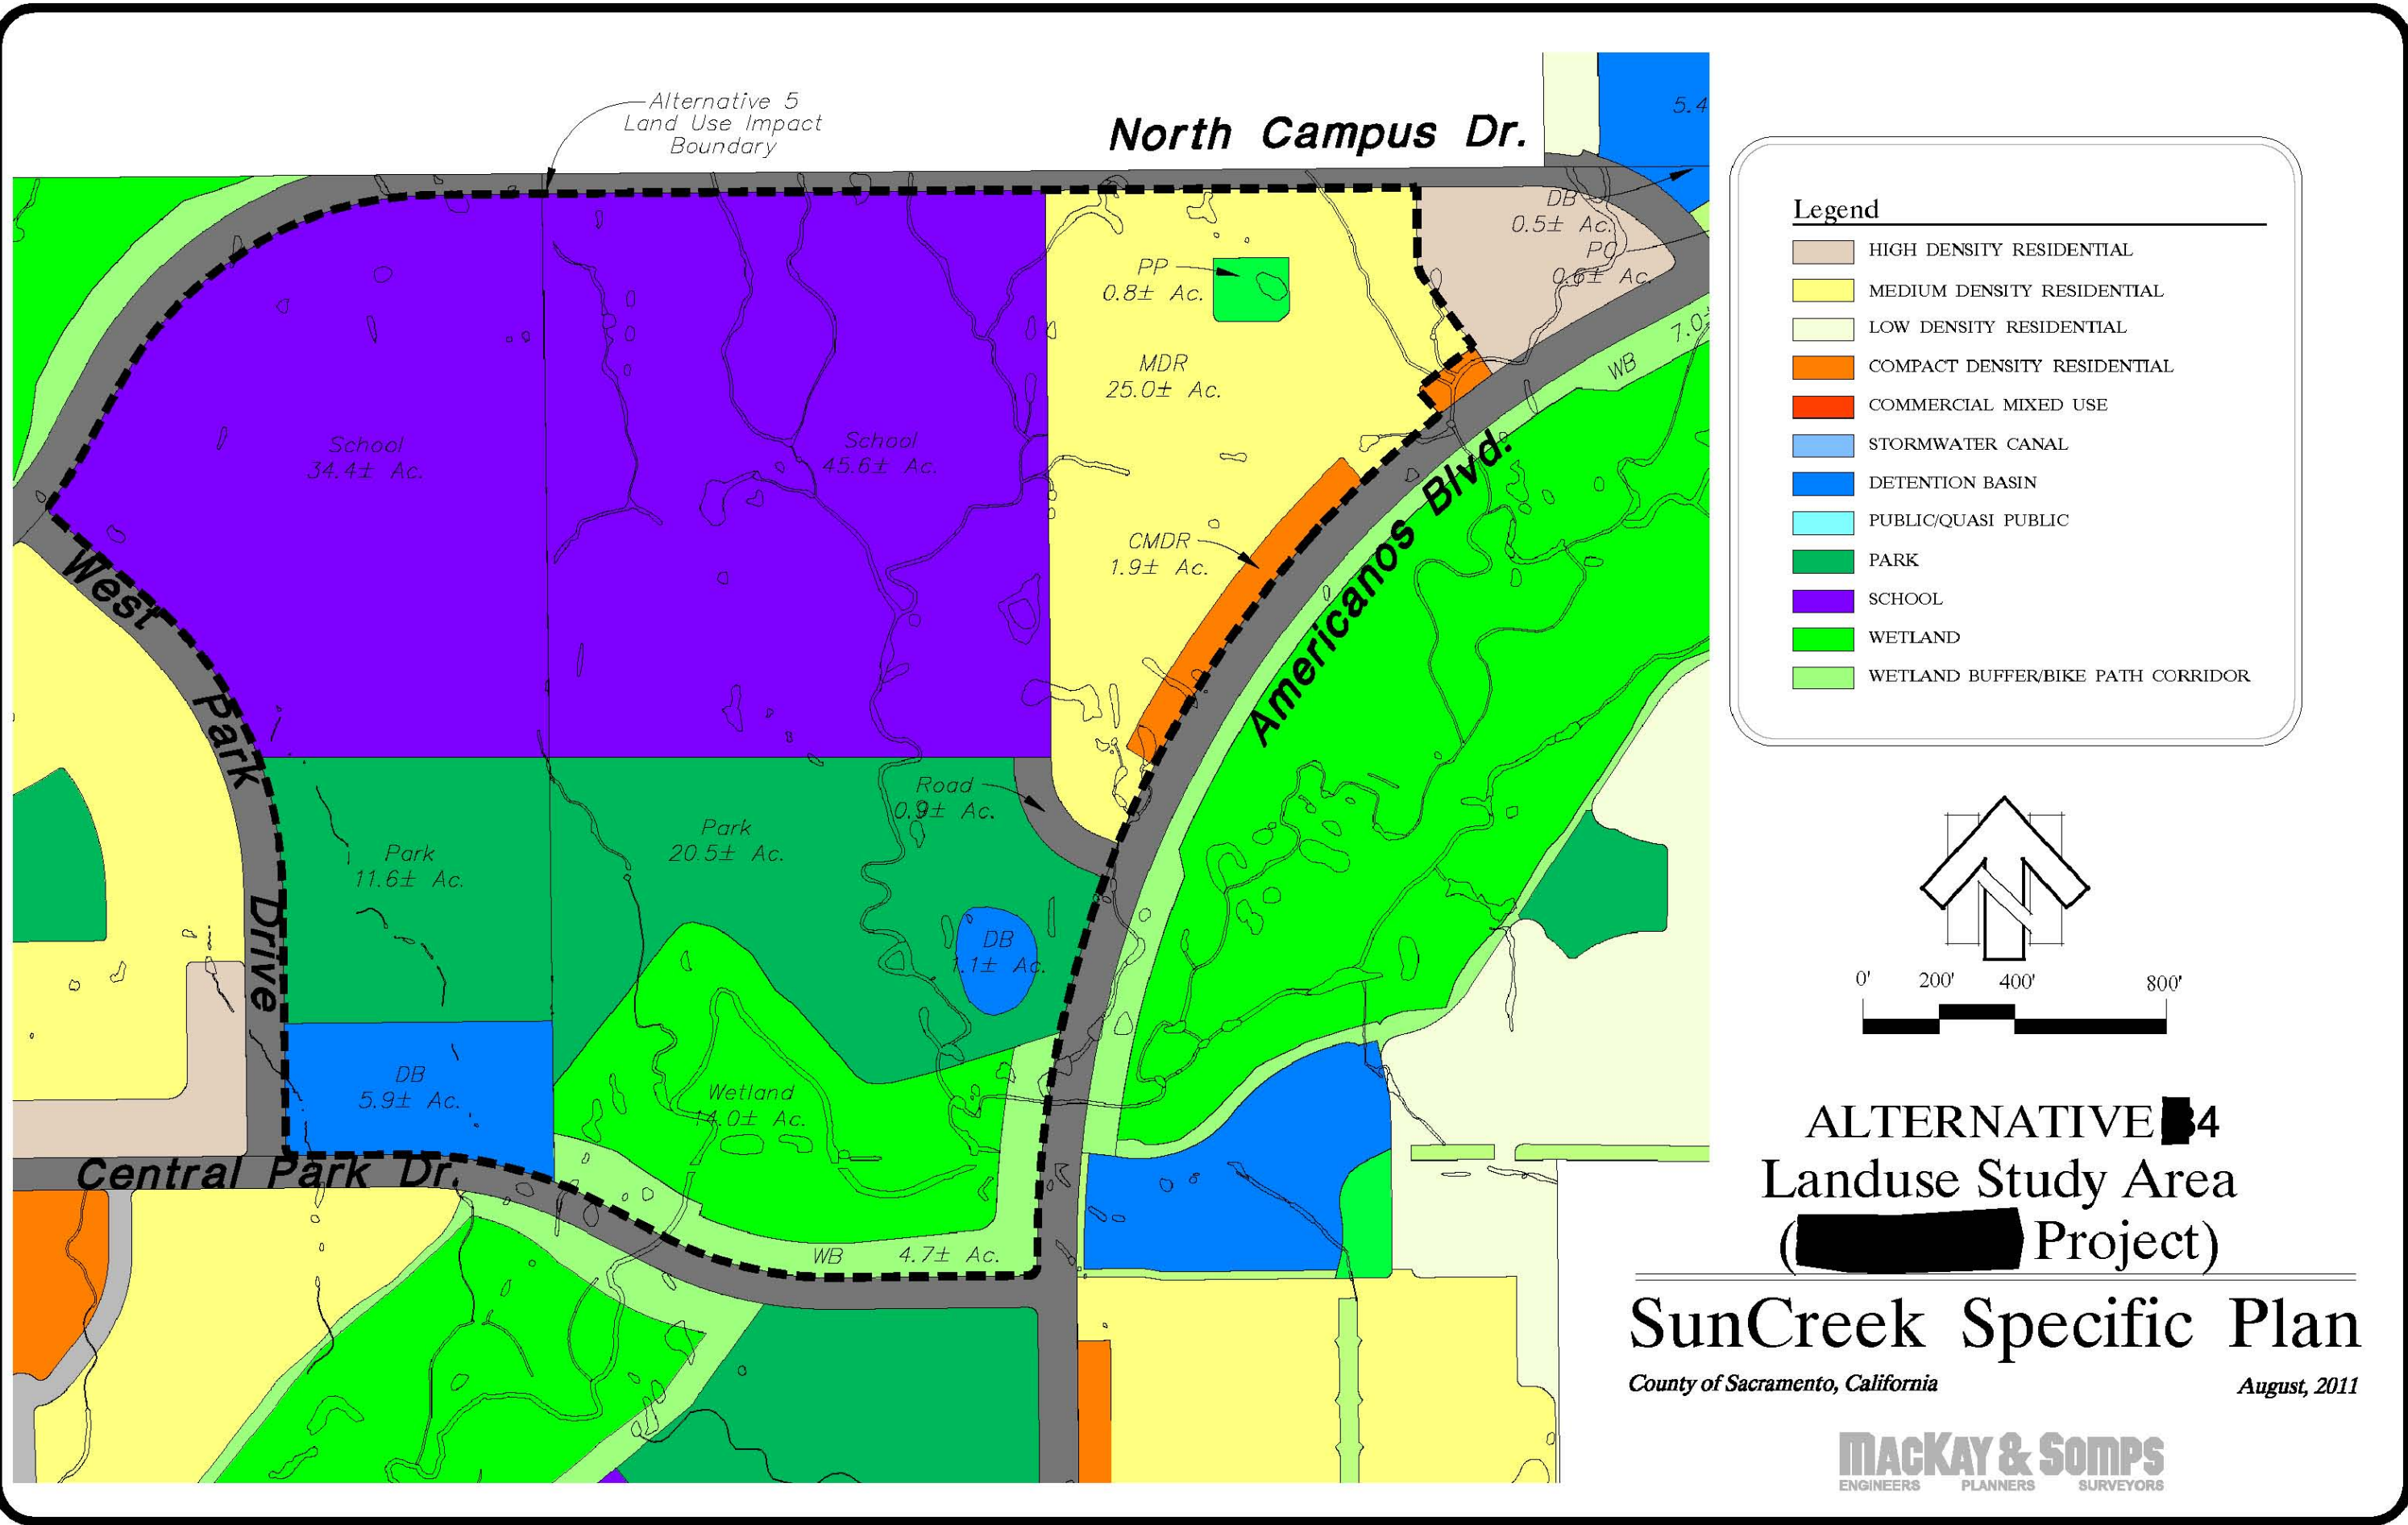 Alternative 5
Land Use Impact
Boundary
North Campus Dr.
5.4
DB
0.5± Ac.
PQ
0.6± Ac.
PP
0.8± Ac.
MDR
25.0± Ac.
WB 7.0±
School
34.4± Ac.
School
45.6± Ac.
CMDR
1.9± Ac.
Americanos Blvd.
West Park Drive
Road
0.9± Ac.
Park
11.6± Ac.
Park
20.5± Ac.
DB
1.1± Ac.
DB
5.9± Ac.
Wetland
14.0± Ac.
Central Park Dr.
WB 4.7± Ac.
Legend
HIGH DENSITY RESIDENTIAL
MEDIUM DENSITY RESIDENTIAL
LOW DENSITY RESIDENTIAL
COMPACT DENSITY RESIDENTIAL
COMMERCIAL MIXED USE
STORMWATER CANAL
DETENTION BASIN
PUBLIC/QUASI PUBLIC
PARK
SCHOOL
WETLAND
WETLAND BUFFER/BIKE PATH CORRIDOR
N
0' 200' 400' 800'
ALTERNATIVE 4
Landuse Study Area
( Project)
SunCreek Specific Plan
County of Sacramento, California August, 2011
MACKAY & SOMPS
ENGINEERS PLANNERS SURVEYORS